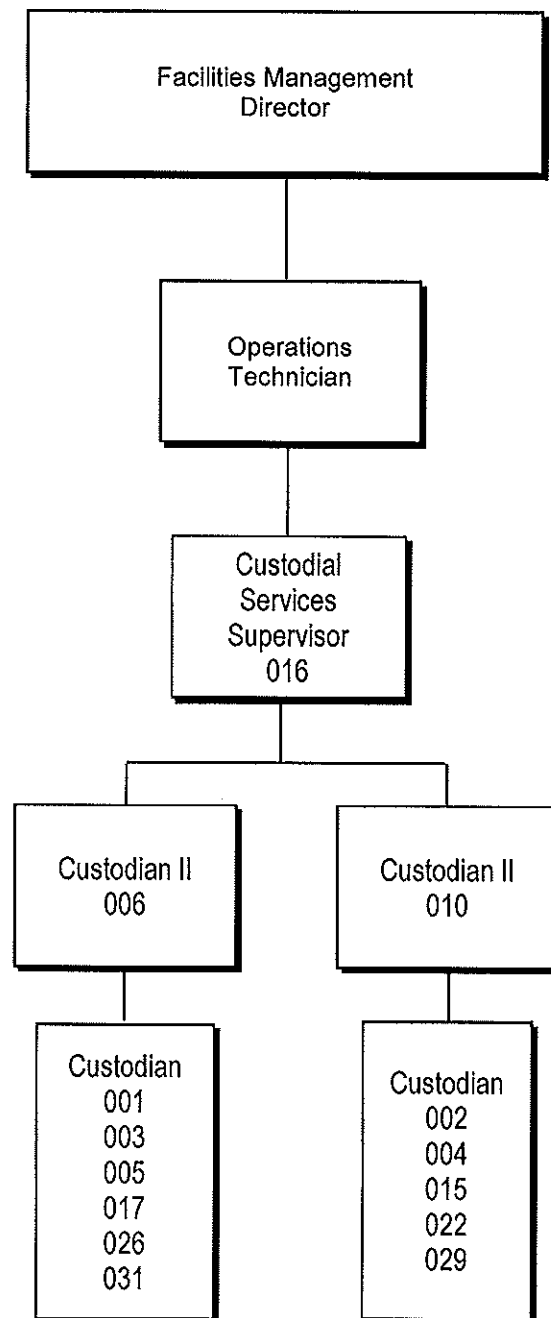 Facilities Management
Director
Operations
Technician
Custodial
Services
Supervisor
016
Custodian II
006
Custodian II
010
Custodian
001
003
005
017
026
031
Custodian
002
004
015
022
029